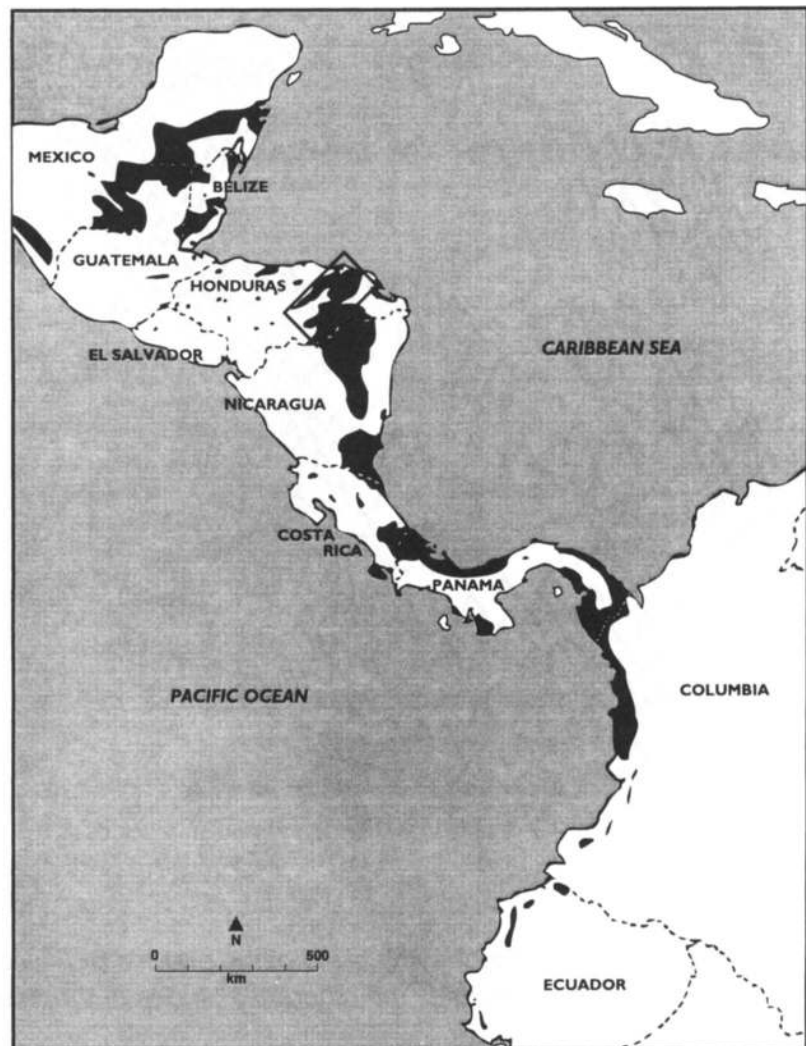 MEXICO
BELIZE
GUATEMALA
HONDURAS
EL SALVADOR
CARIBBEAN SEA
NICARAGUA
COSTA
RICA
PANAMA
PACIFIC OCEAN
COLUMBIA
N
0 500
km
ECUADOR